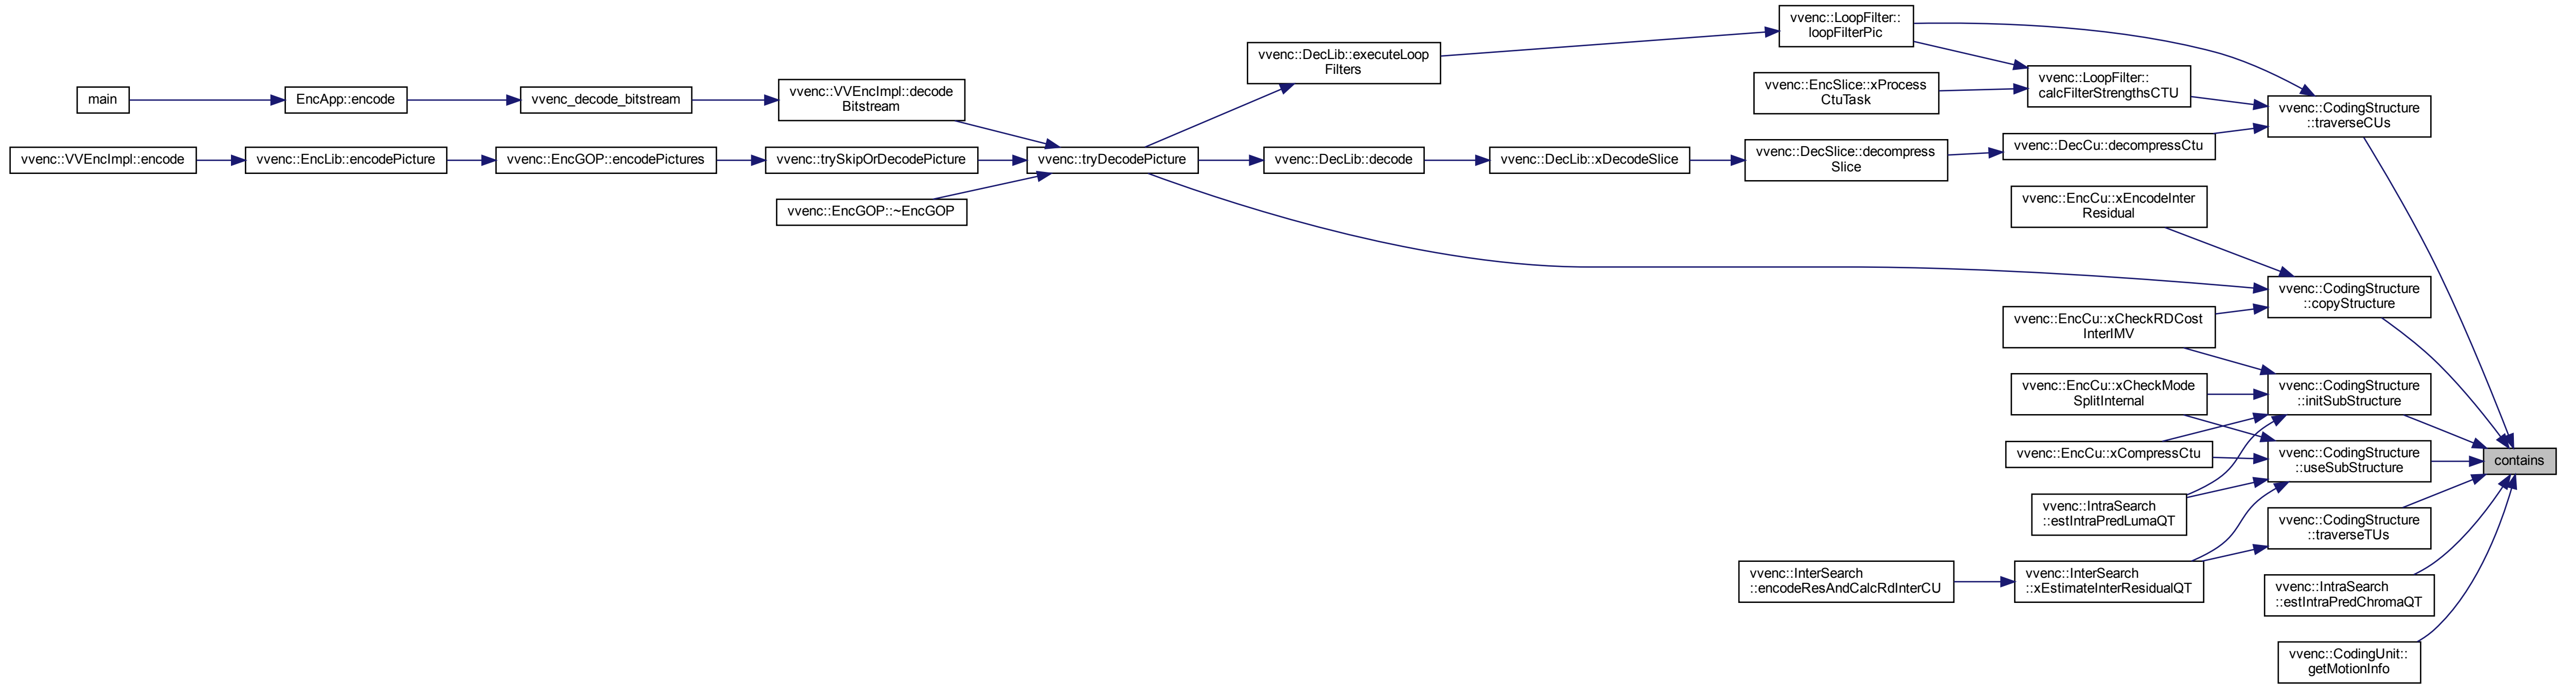 main
EncApp::encode
vvenc_decode_bitstream
vvenc::VVEncImpl::decode
Bitstream
vvenc::VVEncImpl::encode
vvenc::EncLib::encodePicture
vvenc::EncGOP::encodePictures
vvenc::trySkipOrDecodePicture
vvenc::EncGOP::~EncGOP
vvenc::tryDecodePicture
vvenc::DecLib::executeLoop
Filters
vvenc::DecLib::decode
vvenc::DecLib::xDecodeSlice
vvenc::LoopFilter::
loopFilterPic
vvenc::EncSlice::xProcess
CtuTask
vvenc::DecSlice::decompress
Slice
vvenc::LoopFilter::
calcFilterStrengthsCTU
vvenc::DecCu::decompressCtu
vvenc::EncCu::xEncodeInter
Residual
vvenc::EncCu::xCheckRDCost
InterIMV
vvenc::EncCu::xCheckMode
SplitInternal
vvenc::EncCu::xCompressCtu
vvenc::IntraSearch
::estIntraPredLumaQT
vvenc::InterSearch
::encodeResAndCalcRdInterCU
vvenc::InterSearch
::xEstimateInterResidualQT
vvenc::CodingStructure
::traverseCUs
vvenc::CodingStructure
::copyStructure
vvenc::CodingStructure
::initSubStructure
vvenc::CodingStructure
::useSubStructure
vvenc::CodingStructure
::traverseTUs
vvenc::IntraSearch
::estIntraPredChromaQT
vvenc::CodingUnit::
getMotionInfo
contains